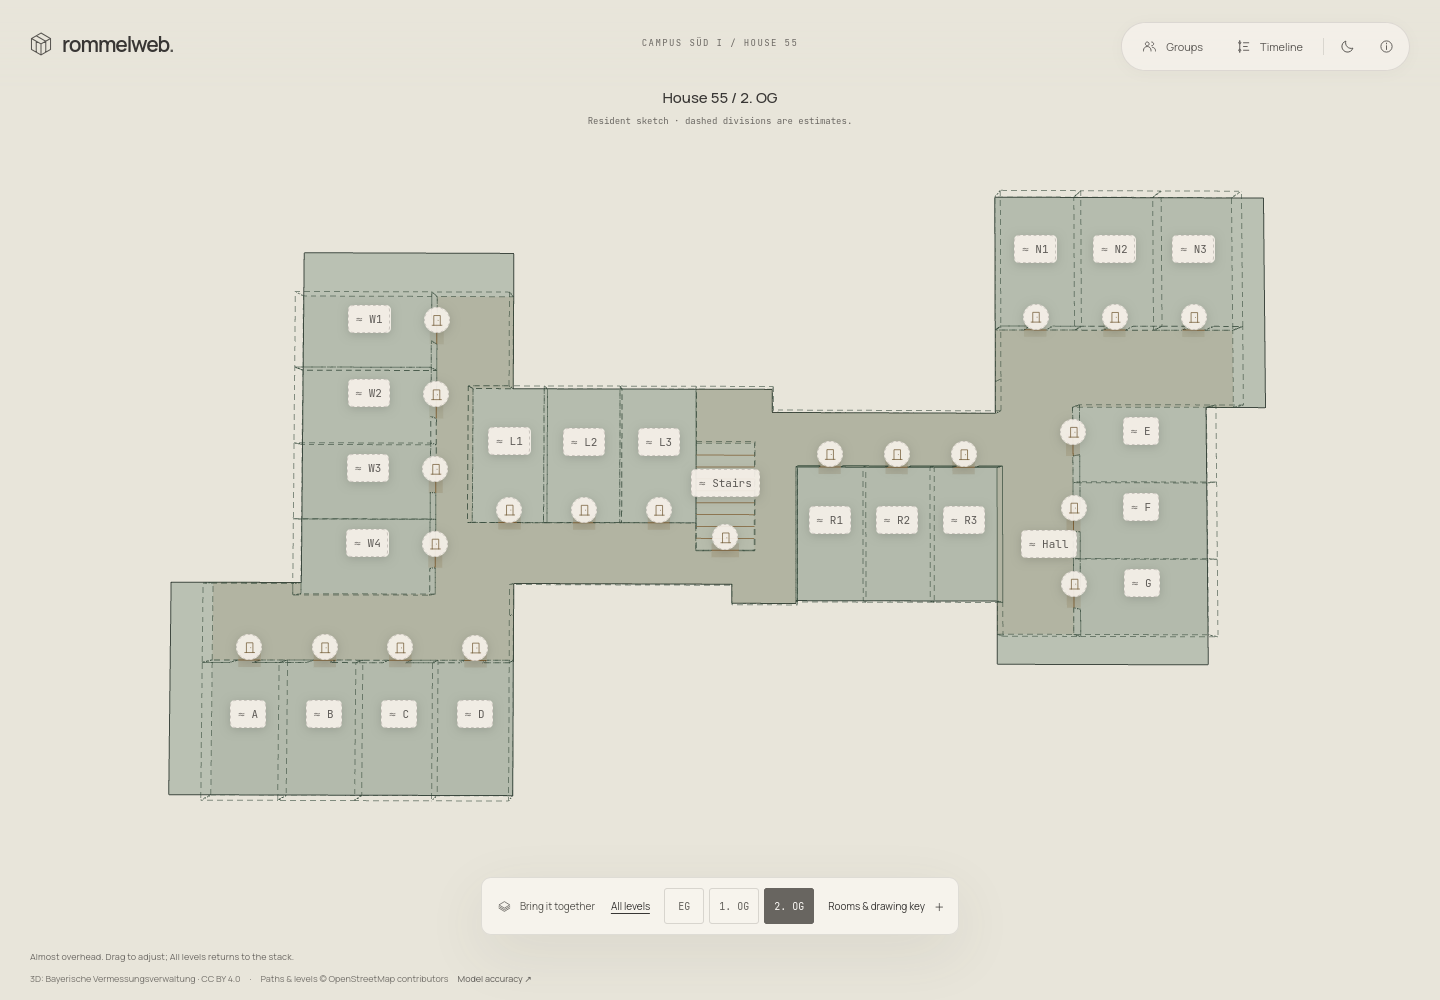 rommelweb.
CAMPUS SÜD I / HOUSE 55
Groups
Timeline
House 55 / 2. OG
Resident sketch · dashed divisions are estimates.
≈ N1
≈ N2
≈ N3
≈ W1
≈ W2
≈ W3
≈ W4
≈ L1
≈ L2
≈ L3
≈ Stairs
≈ R1
≈ R2
≈ R3
≈ Hall
≈ E
≈ F
≈ G
≈ A
≈ B
≈ C
≈ D
Bring it together
All levels
EG
1. OG
2. OG
Rooms & drawing key +
Almost overhead. Drag to adjust; All levels returns to the stack.
3D: Bayerische Vermessungsverwaltung · CC BY 4.0 · Paths & levels © OpenStreetMap contributors Model accuracy ↗